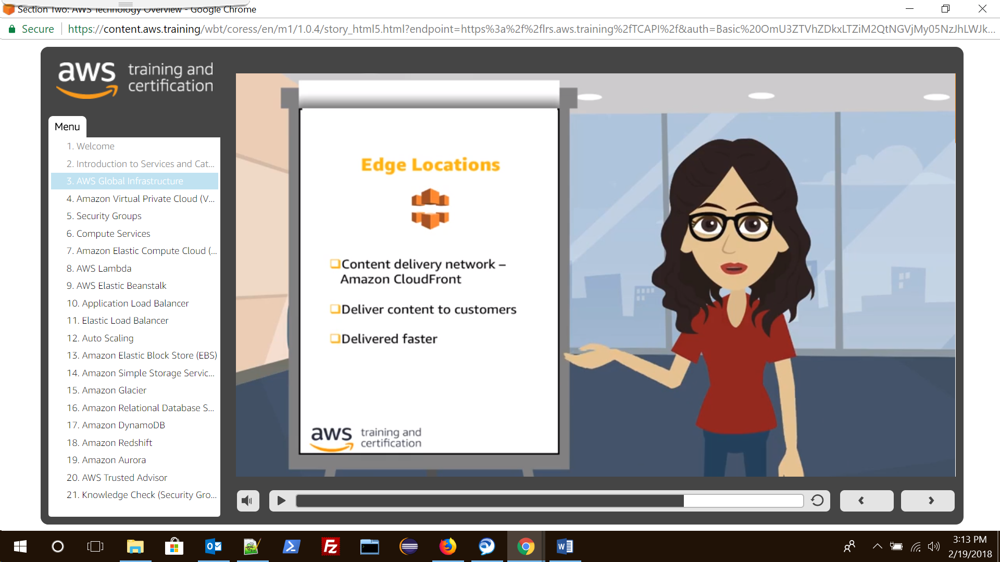 Section Two: AWS Technology Overview - Google Chrome
Secure
https://content.aws.training/wbt/coress/en/m1/1.0.4/story_html5.html?endpoint=https%3a%2f%2flrs.aws.training%2fTCAPI%2f&auth=Basic%20OmU3ZTVhZDkxLTZiM2QtNGVjMy05NzJhLWJk...
aws training and
certification
Menu
1. Welcome
2. Introduction to Services and Cat...
3. AWS Global Infrastructure
4. Amazon Virtual Private Cloud (V...
5. Security Groups
6. Compute Services
7. Amazon Elastic Compute Cloud (...
8. AWS Lambda
9. AWS Elastic Beanstalk
10. Application Load Balancer
11. Elastic Load Balancer
12. Auto Scaling
13. Amazon Elastic Block Store (EBS)
14. Amazon Simple Storage Servic...
15. Amazon Glacier
16. Amazon Relational Database S...
17. Amazon DynamoDB
18. Amazon Redshift
19. Amazon Aurora
20. AWS Trusted Advisor
21. Knowledge Check (Security Gro...
Edge Locations
Content delivery network –
Amazon CloudFront
Deliver content to customers
Delivered faster
aws training and
certification
3:13 PM
2/19/2018